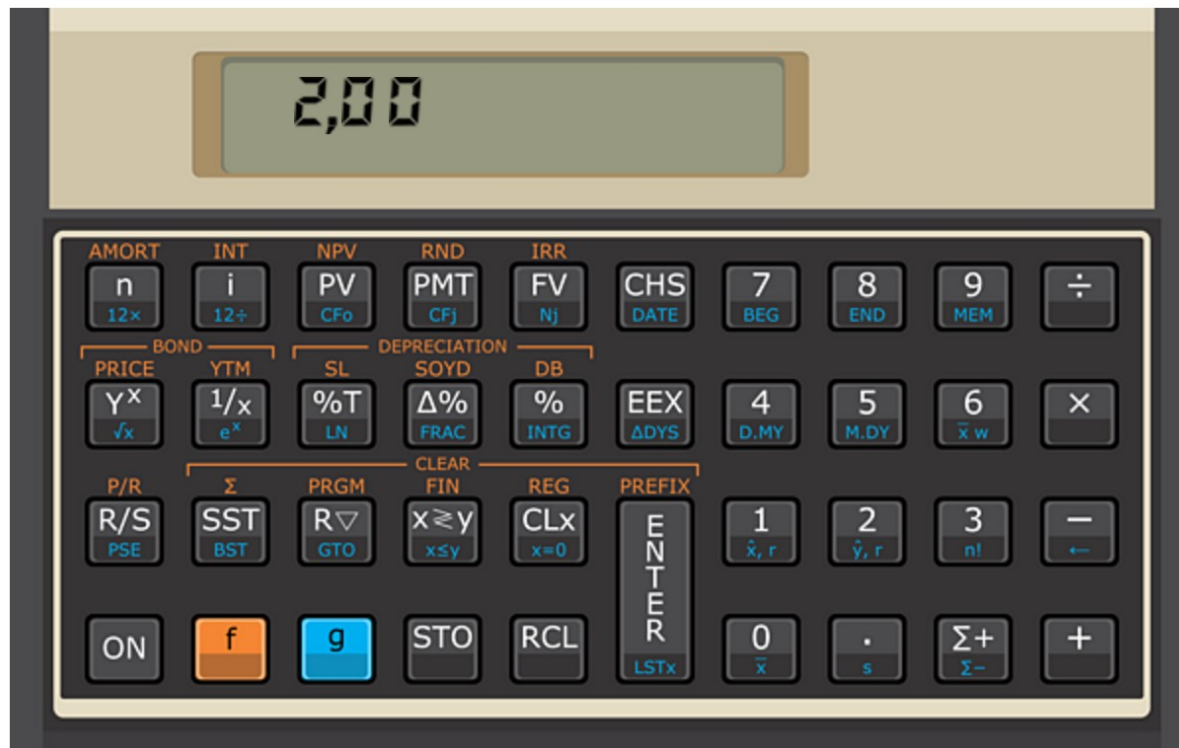 2,00
AMORT INT NPV RND IRR
n i PV PMT FV CHS 7 8 9 ÷
12× 12÷ CFo CFj Nj DATE BEG END MEM
BOND DEPRECIATION
PRICE YTM SL SOYD DB
Yˣ 1/x %T Δ% % EEX 4 5 6 ×
√x eˣ LN FRAC INTG ΔDYS D.MY M.DY x̅ w
CLEAR
P/R Σ PRGM FIN REG PREFIX
R/S SST R▽ x≷y CLx ENTER 1 2 3 −
PSE BST GTO x≤y x=0 x̂, r ŷ, r n! ←
ON f g STO RCL 0 . Σ+ +
LSTx x̅ s Σ−